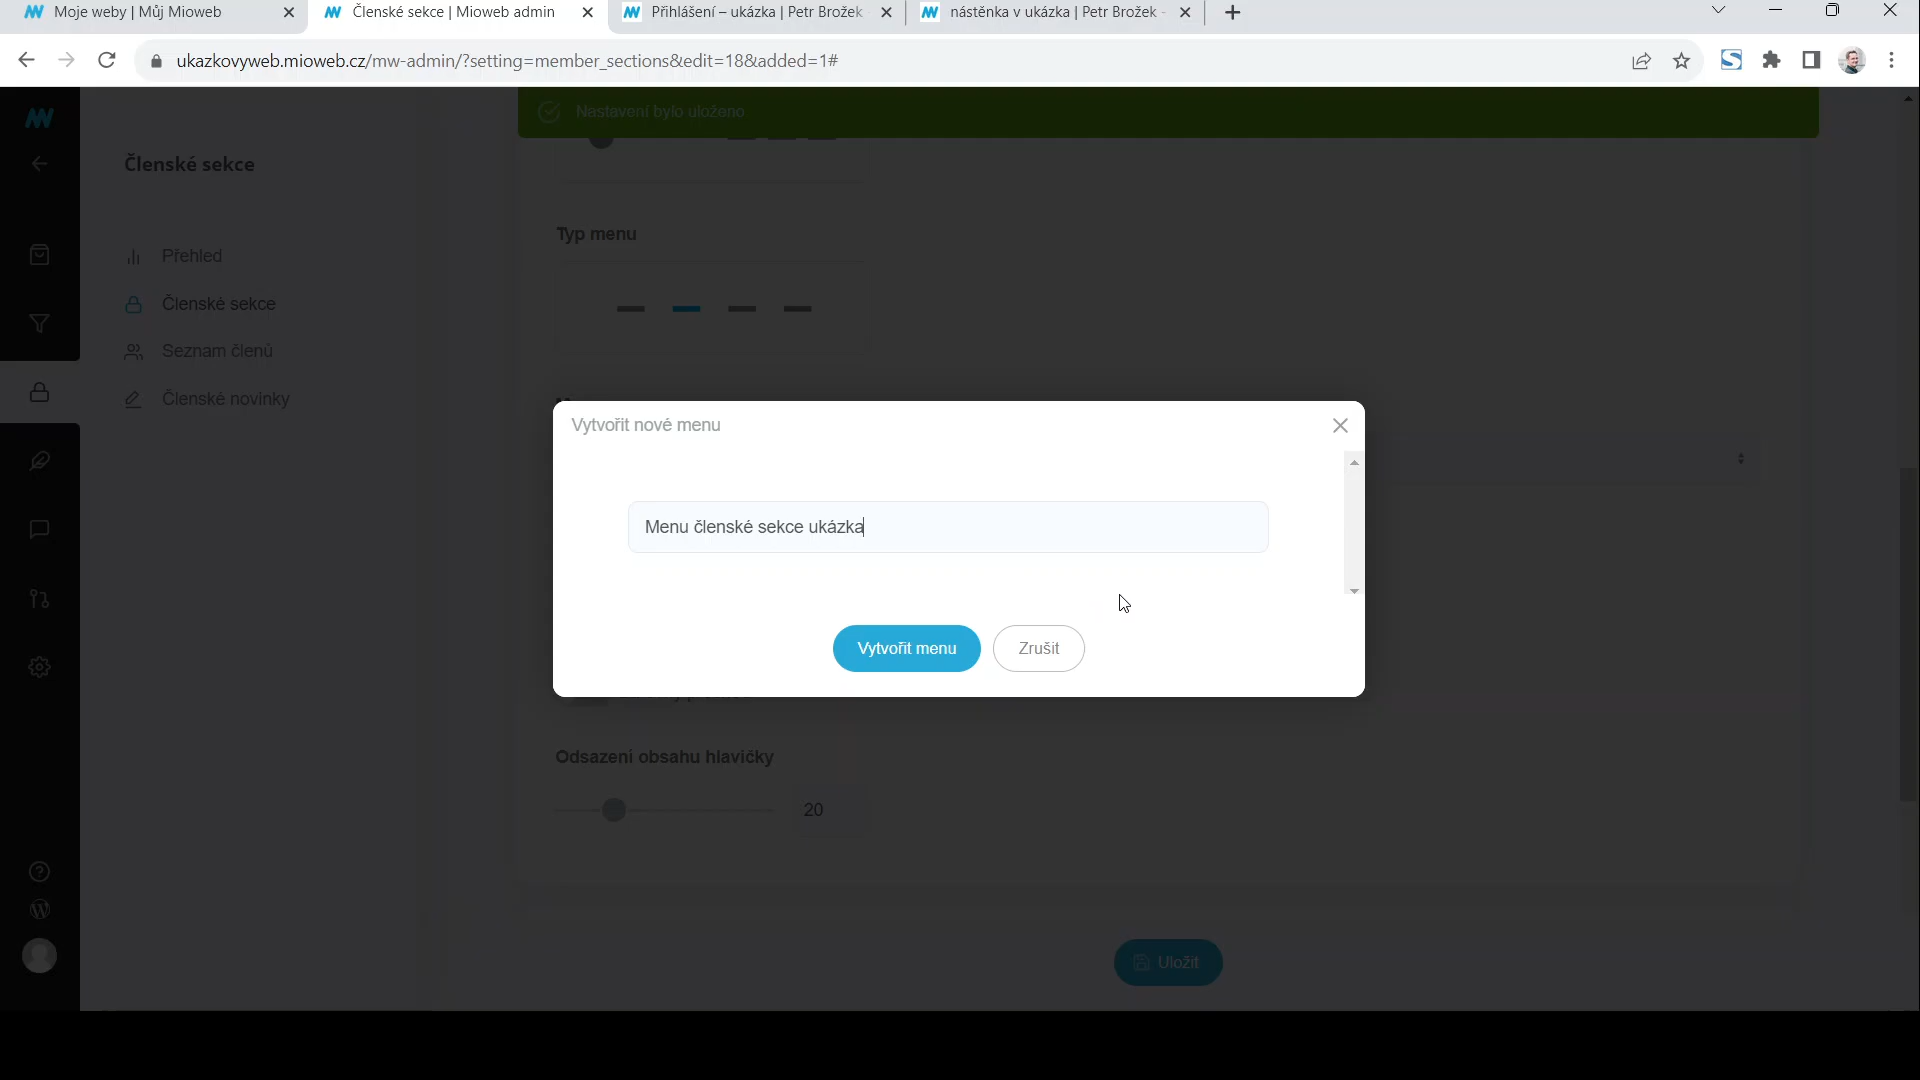 Moje weby | Můj Mioweb
Členské sekce | Mioweb admin
Přihlášení – ukázka | Petr Brožek
nástěnka v ukázka | Petr Brožek -
ukazkovyweb.mioweb.cz/mw-admin/?setting=member_sections&edit=18&added=1#
Nastavení bylo uloženo
Členské sekce
Přehled
Členské sekce
Seznam členů
Členské novinky
Typ menu
Vytvořit nové menu
Menu členské sekce ukázka
Vytvořit menu
Zrušit
Odsazení obsahu hlavičky
20
Uložit